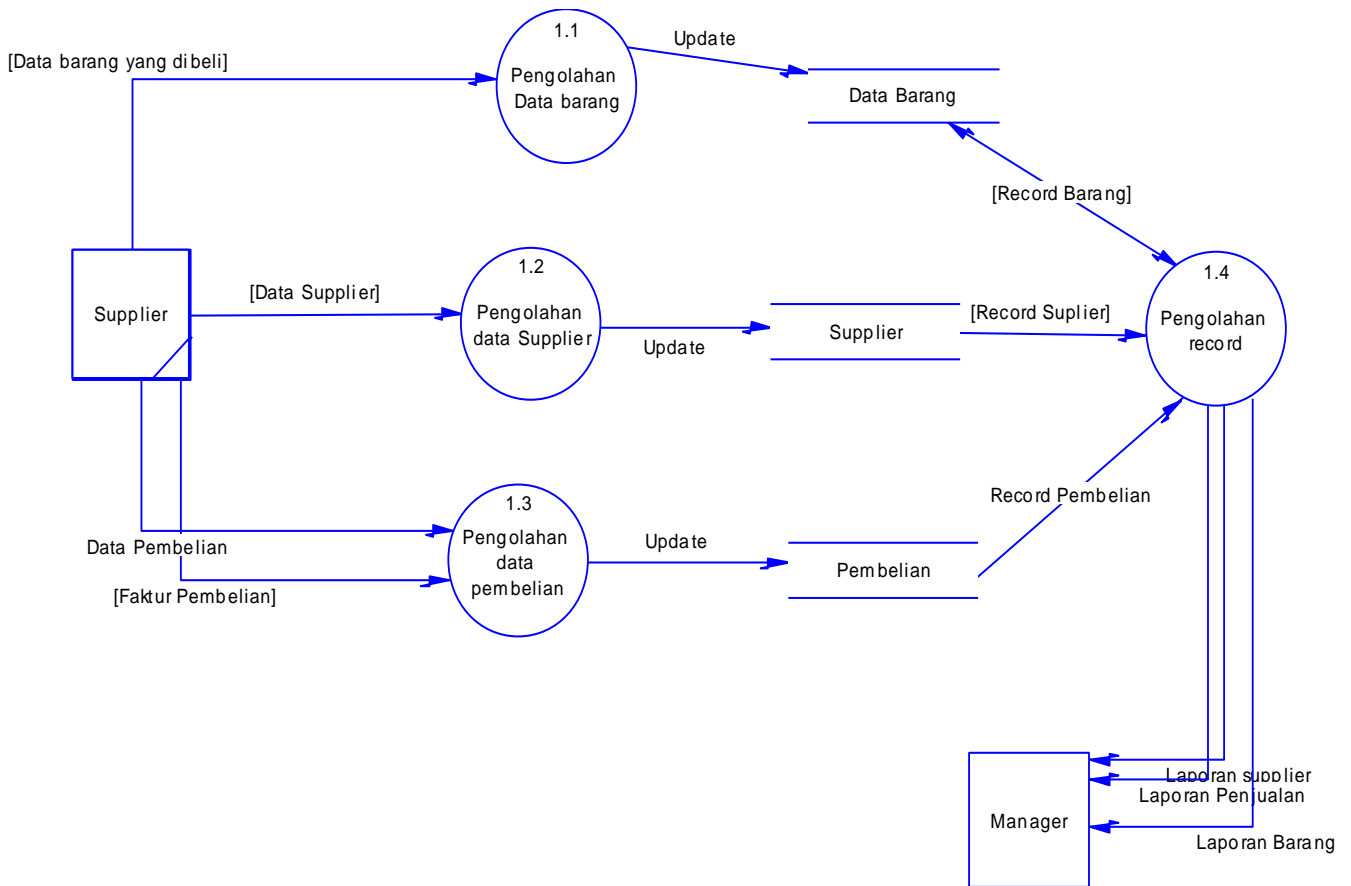 1.1
Update
[Data barang yang dibeli]
Pengolahan
Data barang
Data Barang
[Record Barang]
1.2
1.4
[Data Supplier]
Supplier
Pengolahan
data Supplier
Update
Supplier
[Record Suplier]
Pengolahan
record
1.3
Record Pembelian
Pengolahan
data
pembelian
Update
Data Pembelian
Pembelian
[Faktur Pembelian]
Laporan supplier
Laporan Penjualan
Manager
Laporan Barang